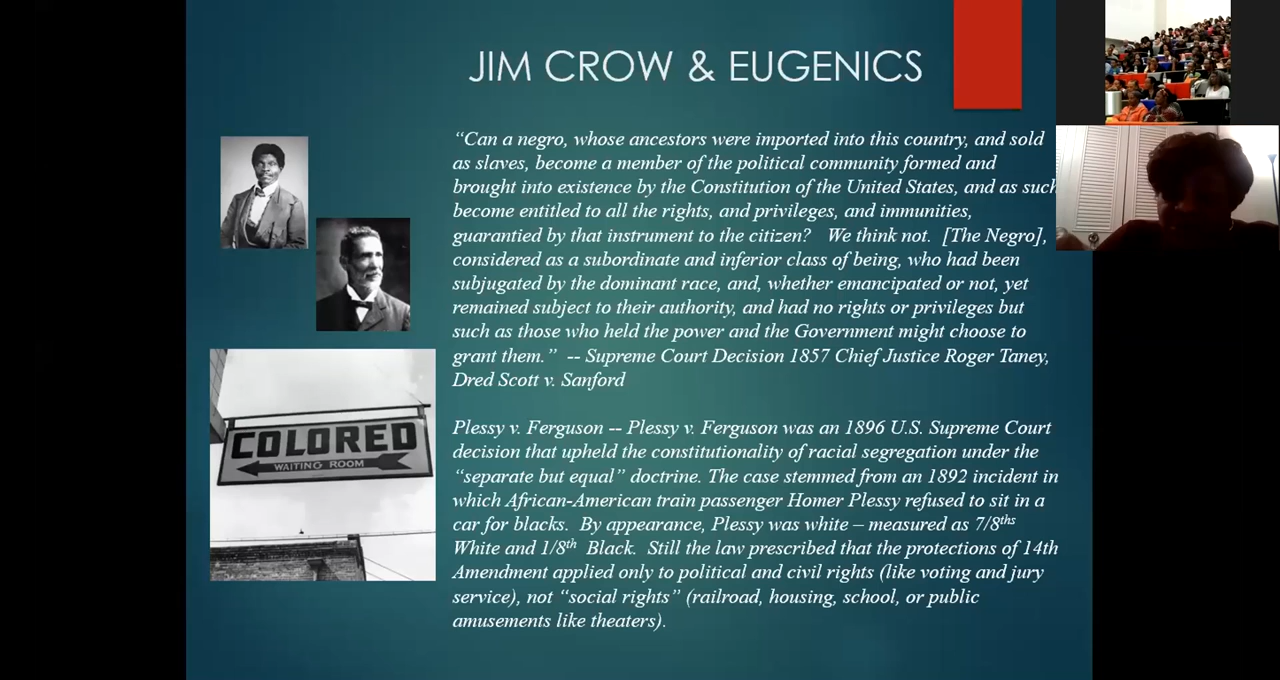 JIM CROW & EUGENICS
“Can a negro, whose ancestors were imported into this country, and sold
as slaves, become a member of the political community formed and
brought into existence by the Constitution of the United States, and as such
become entitled to all the rights, and privileges, and immunities,
guarantied by that instrument to the citizen?   We think not.  [The Negro],
considered as a subordinate and inferior class of being, who had been
subjugated by the dominant race, and, whether emancipated or not, yet
remained subject to their authority, and had no rights or privileges but
such as those who held the power and the Government might choose to
grant them.”  -- Supreme Court Decision 1857 Chief Justice Roger Taney,
Dred Scott v. Sanford
COLORED
WAITING ROOM
Plessy v. Ferguson -- Plessy v. Ferguson was an 1896 U.S. Supreme Court
decision that upheld the constitutionality of racial segregation under the
“separate but equal” doctrine. The case stemmed from an 1892 incident in
which African-American train passenger Homer Plessy refused to sit in a
car for blacks.  By appearance, Plessy was white – measured as 7/8ths
White and 1/8th  Black.  Still the law prescribed that the protections of 14th
Amendment applied only to political and civil rights (like voting and jury
service), not “social rights” (railroad, housing, school, or public
amusements like theaters).